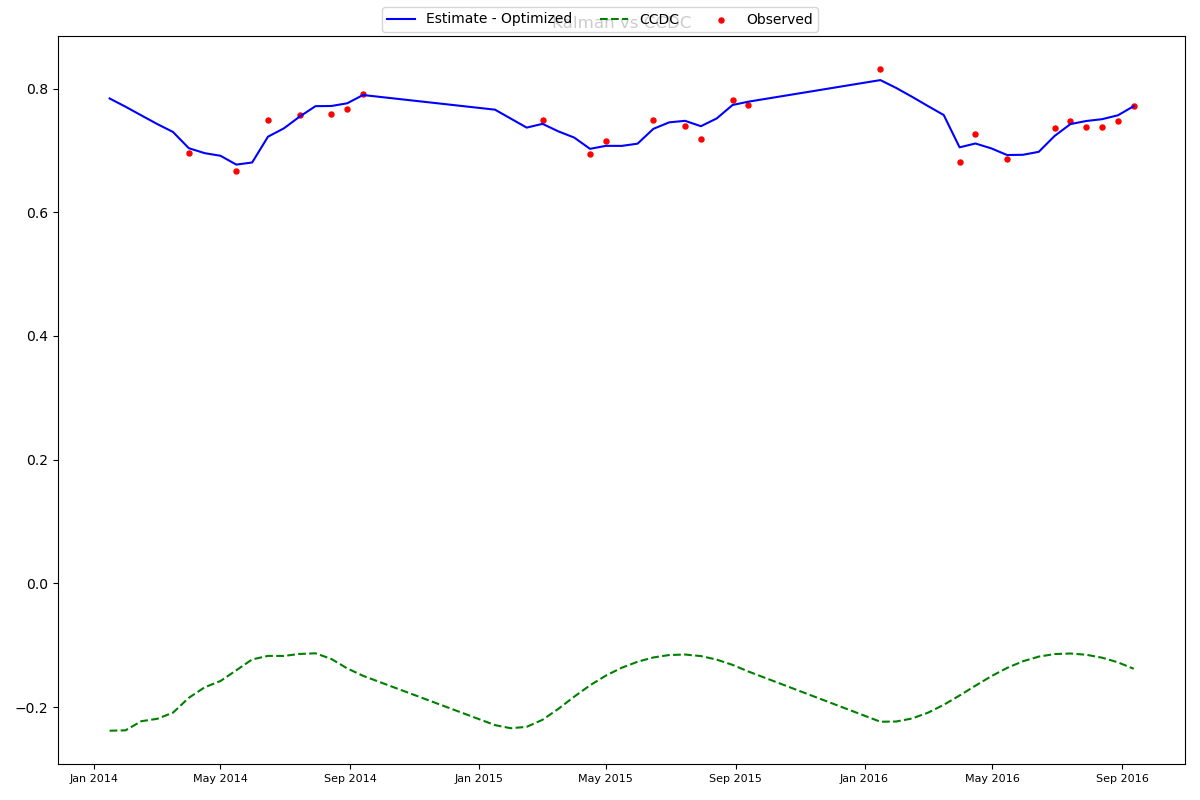 Kalman vs CCDC
Estimate - Optimized CCDC Observed
0.8
0.6
0.4
0.2
0.0
−0.2
Jan 2014 May 2014 Sep 2014 Jan 2015 May 2015 Sep 2015 Jan 2016 May 2016 Sep 2016